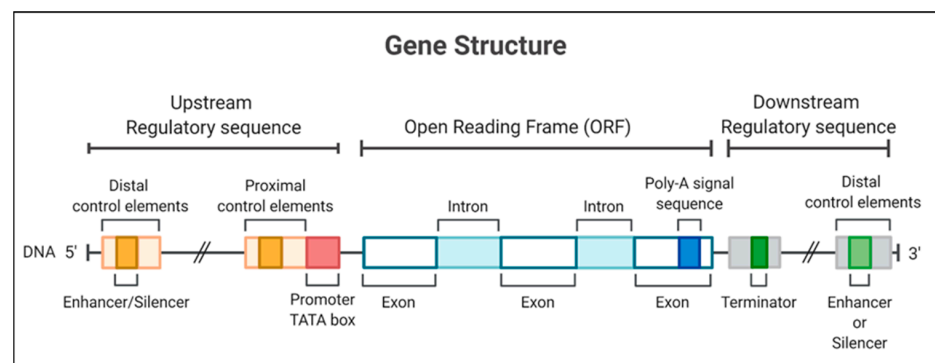 Gene Structure
Upstream
Regulatory sequence
Open Reading Frame (ORF)
Downstream
Regulatory sequence
Distal
control elements
Proximal
control elements
Intron
Intron
Poly-A signal
sequence
Distal
control elements
DNA 5'
3'
Enhancer/Silencer
Promoter
TATA box
Exon
Exon
Exon
Terminator
Enhancer
or
Silencer